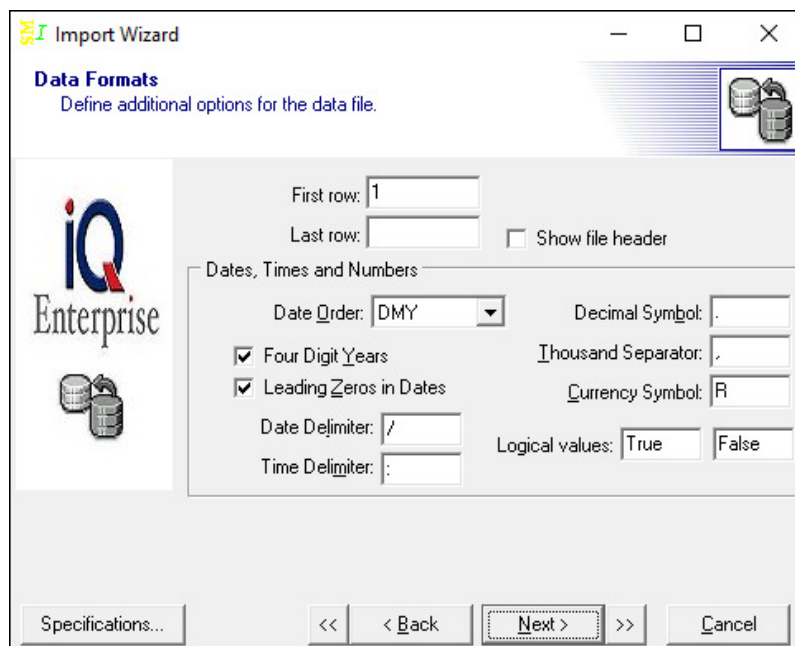 Import Wizard
Data Formats
Define additional options for the data file.
iQ
Enterprise
First row: 1
Last row:
Show file header
Dates, Times and Numbers
Date Order: DMY
Decimal Symbol: .
Four Digit Years
Thousand Separator: ,
Leading Zeros in Dates
Currency Symbol: R
Date Delimiter: /
Logical values: True False
Time Delimiter: :
Specifications... << < Back Next > >> Cancel